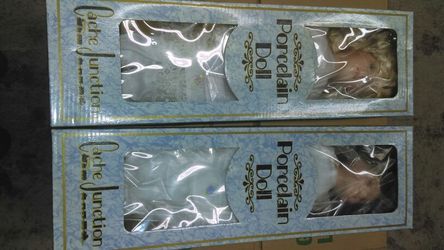 Porcelain
Doll
Cache Junction
Porcelain
Doll
Cache Junction